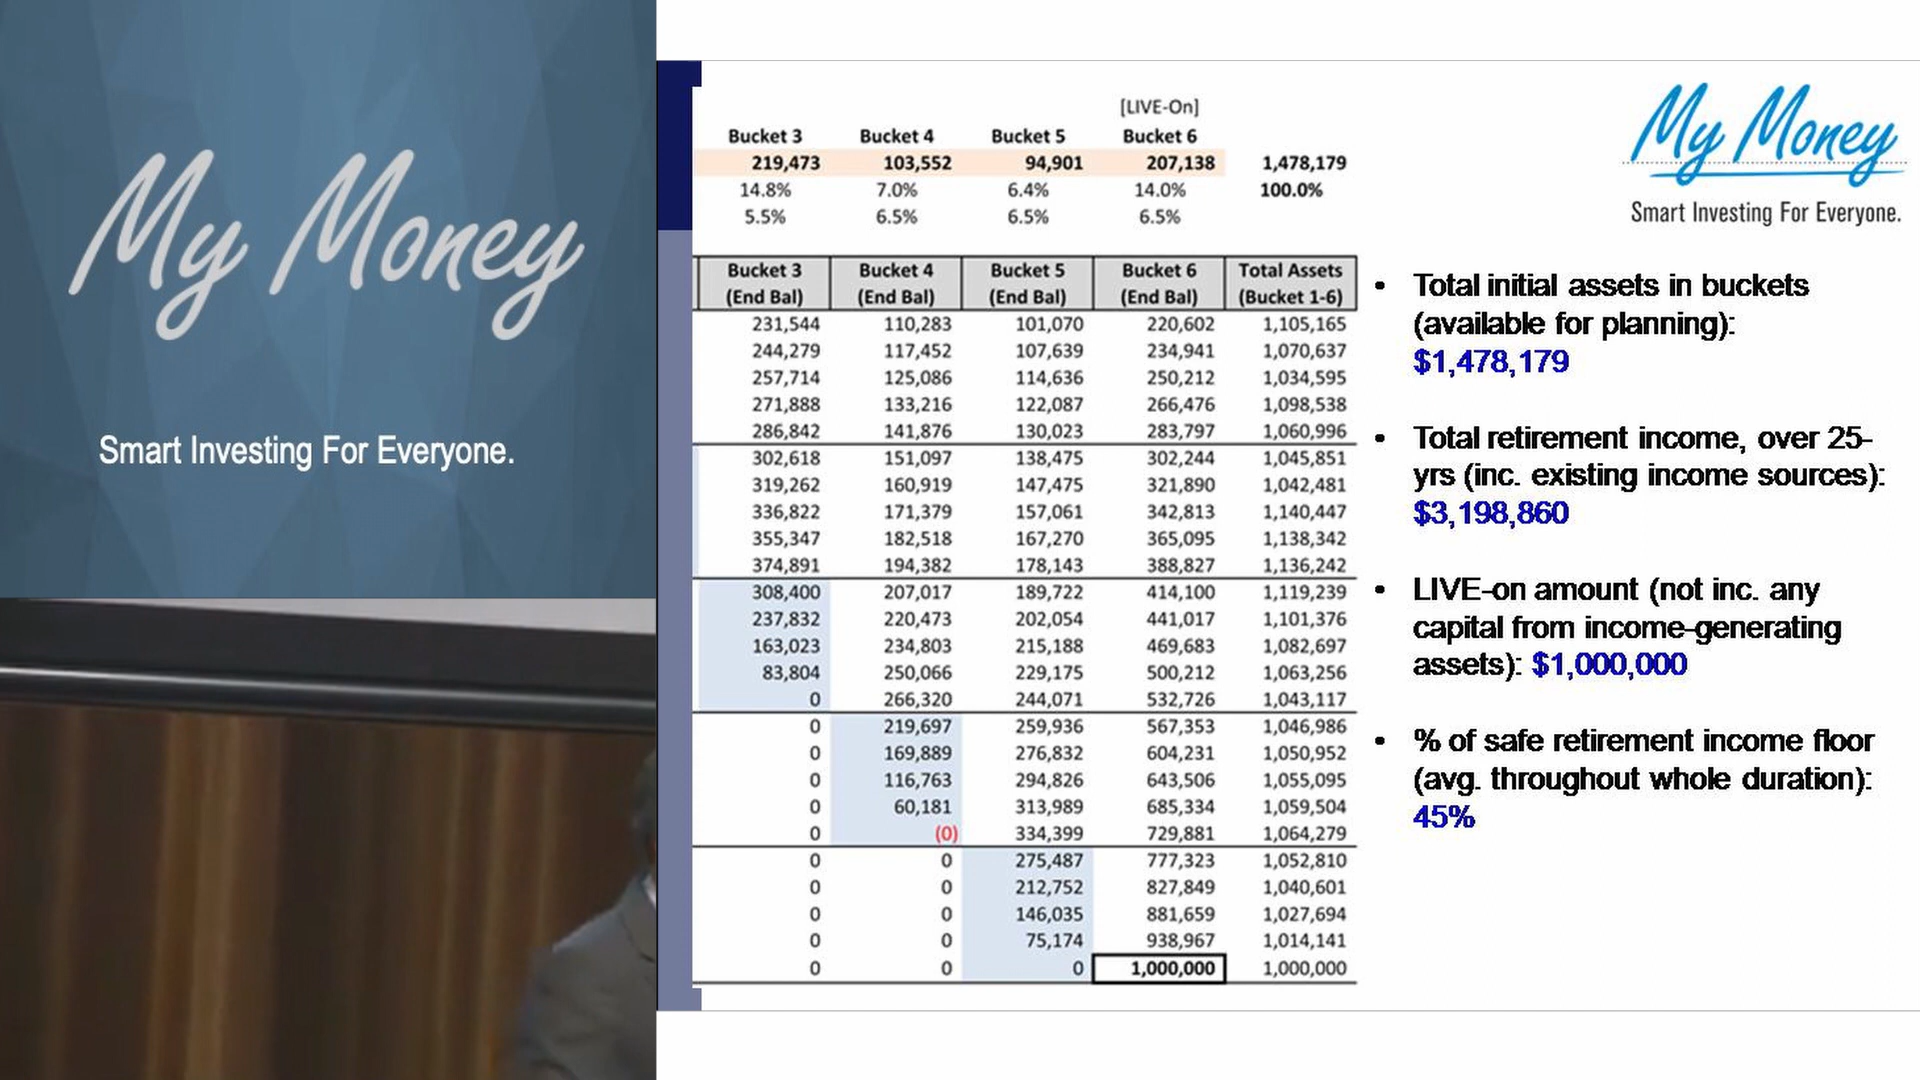 My Money
Smart Investing For Everyone.
[LIVE-On]
Bucket 3 Bucket 4 Bucket 5 Bucket 6
219,473 103,552 94,901 207,138 1,478,179
14.8% 7.0% 6.4% 14.0% 100.0%
5.5% 6.5% 6.5% 6.5%
Bucket 3 Bucket 4 Bucket 5 Bucket 6 Total Assets
(End Bal) (End Bal) (End Bal) (End Bal) (Bucket 1-6)
231,544 110,283 101,070 220,602 1,105,165
244,279 117,452 107,639 234,941 1,070,637
257,714 125,086 114,636 250,212 1,034,595
271,888 133,216 122,087 266,476 1,098,538
286,842 141,876 130,023 283,797 1,060,996
302,618 151,097 138,475 302,244 1,045,851
319,262 160,919 147,475 321,890 1,042,481
336,822 171,379 157,061 342,813 1,140,447
355,347 182,518 167,270 365,095 1,138,342
374,891 194,382 178,143 388,827 1,136,242
308,400 207,017 189,722 414,100 1,119,239
237,832 220,473 202,054 441,017 1,101,376
163,023 234,803 215,188 469,683 1,082,697
83,804 250,066 229,175 500,212 1,063,256
0 266,320 244,071 532,726 1,043,117
0 219,697 259,936 567,353 1,046,986
0 169,889 276,832 604,231 1,050,952
0 116,763 294,826 643,506 1,055,095
0 60,181 313,989 685,334 1,059,504
0 (0) 334,399 729,881 1,064,279
0 0 275,487 777,323 1,052,810
0 0 212,752 827,849 1,040,601
0 0 146,035 881,659 1,027,694
0 0 75,174 938,967 1,014,141
0 0 0 1,000,000 1,000,000
My Money
Smart Investing For Everyone.
• Total initial assets in buckets
(available for planning):
$1,478,179
• Total retirement income, over 25-
yrs (inc. existing income sources):
$3,198,860
• LIVE-on amount (not inc. any
capital from income-generating
assets): $1,000,000
• % of safe retirement income floor
(avg. throughout whole duration):
45%